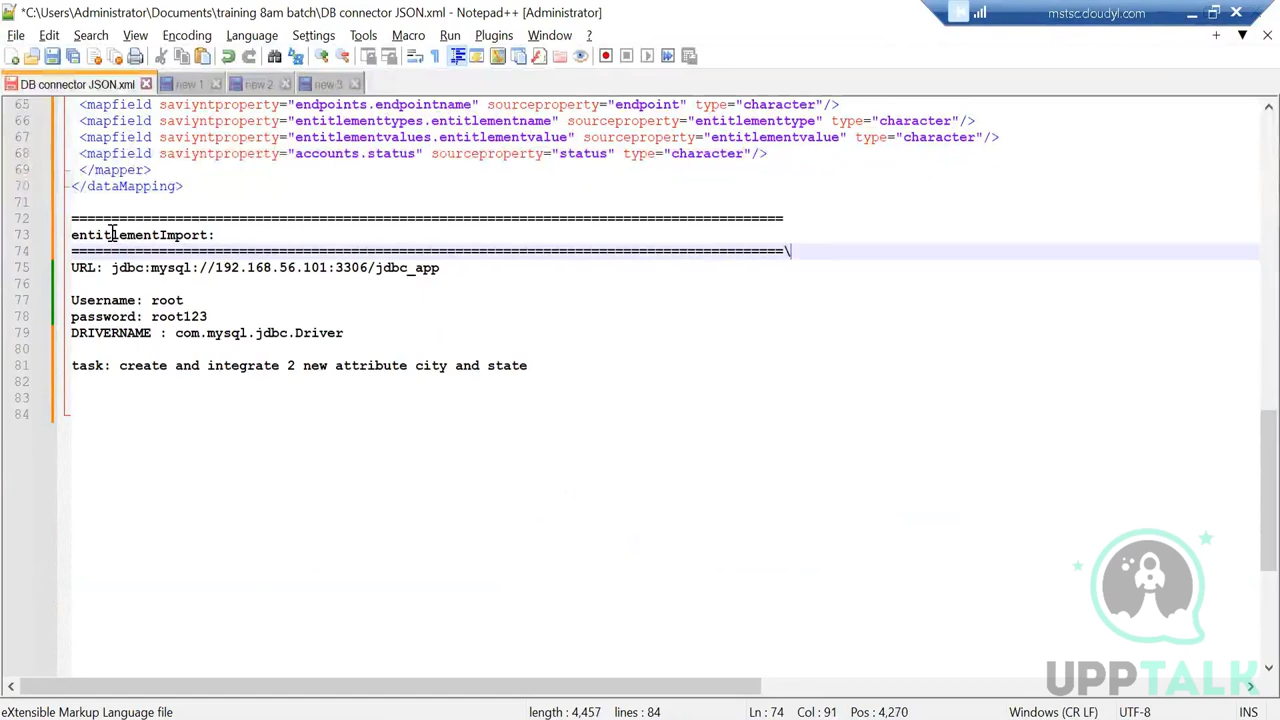 *C:\Users\Administrator\Documents\training 8am batch\DB connector JSON.xml - Notepad++ [Administrator]
mstsc.cloudyl.com
File Edit Search View Encoding Language Settings Tools Macro Run Plugins Window ?
DB connector JSON.xml new 1 new 2 new 3
65 <mapfield saviyntproperty="endpoints.endpointname" sourceproperty="endpoint" type="character"/>
66 <mapfield saviyntproperty="entitlementtypes.entitlementname" sourceproperty="entitlementtype" type="character"/>
67 <mapfield saviyntproperty="entitlementvalues.entitlementvalue" sourceproperty="entitlementvalue" type="character"/>
68 <mapfield saviyntproperty="accounts.status" sourceproperty="status" type="character"/>
69 </mapper>
70 </dataMapping>
71
72 =========================================================================================
73 entitlementImport:
74 =========================================================================================\
75 URL: jdbc:mysql://192.168.56.101:3306/jdbc_app
76
77 Username: root
78 password: root123
79 DRIVERNAME : com.mysql.jdbc.Driver
80
81 task: create and integrate 2 new attribute city and state
82
83
84
UPPTALK
eXtensible Markup Language file length : 4,457 lines : 84 Ln : 74 Col : 91 Pos : 4,270 Windows (CR LF) UTF-8 INS